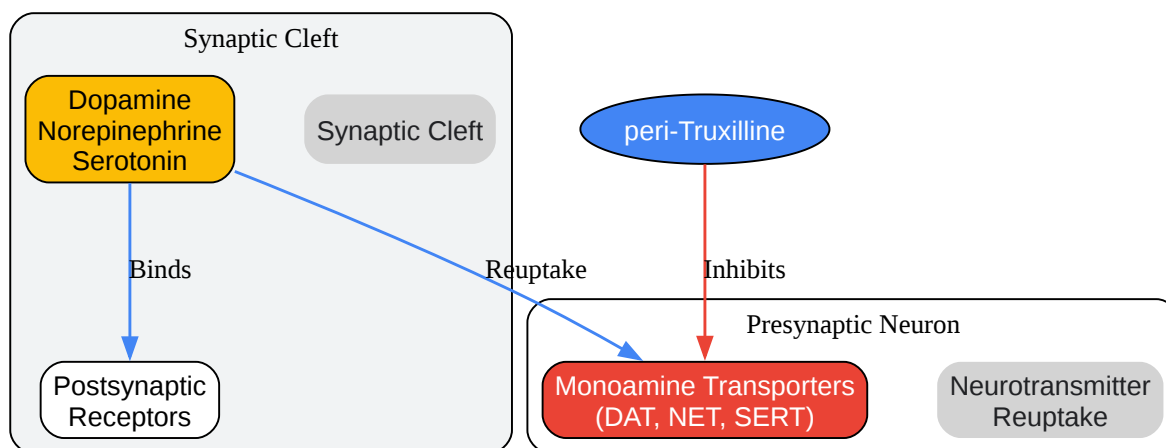 Synaptic Cleft
Dopamine
Norepinephrine
Serotonin
Synaptic Cleft
peri-Truxilline
Binds
Reuptake
Inhibits
Presynaptic Neuron
Postsynaptic
Receptors
Monoamine Transporters
(DAT, NET, SERT)
Neurotransmitter
Reuptake